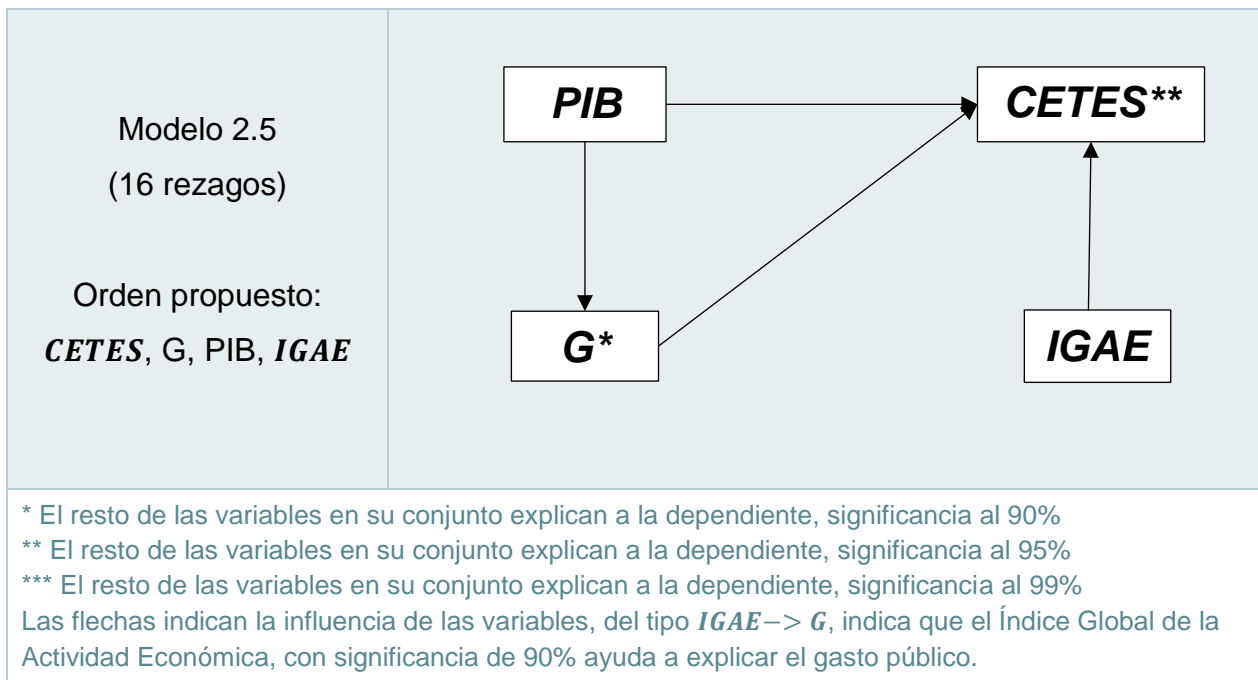 Modelo 2.5
(16 rezagos)
Orden propuesto:
CETES, G, PIB, IGAE
PIB
CETES**
G*
IGAE
* El resto de las variables en su conjunto explican a la dependiente, significancia al 90%
** El resto de las variables en su conjunto explican a la dependiente, significancia al 95%
*** El resto de las variables en su conjunto explican a la dependiente, significancia al 99%
Las flechas indican la influencia de las variables, del tipo IGAE−> G, indica que el Índice Global de la
Actividad Económica, con significancia de 90% ayuda a explicar el gasto público.